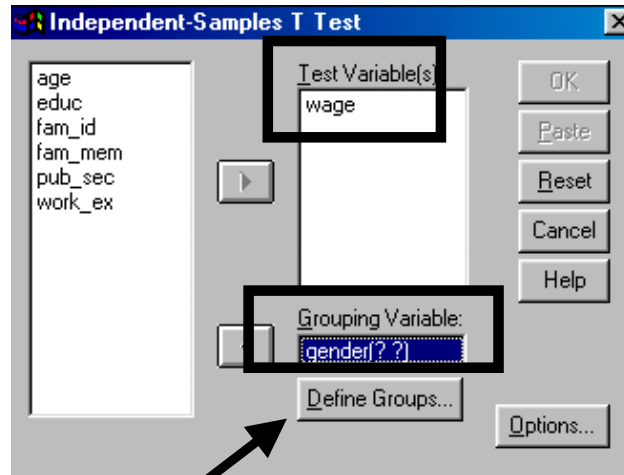 Independent-Samples T Test
age
educ
fam_id
fam_mem
pub_sec
work_ex
Test Variable(s)
wage
Grouping Variable:
gender(? ?)
Define Groups...
OK
Paste
Reset
Cancel
Help
Options...